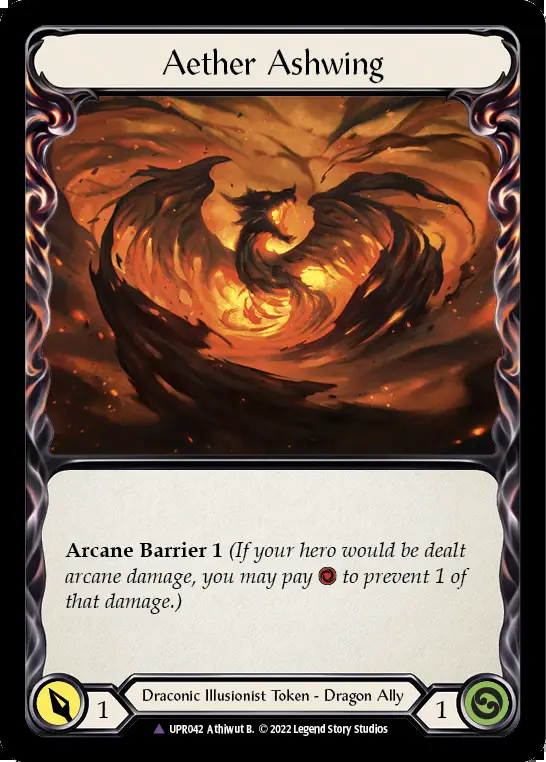 Aether Ashwing
Arcane Barrier 1 (If your hero would be dealt
arcane damage, you may pay to prevent 1 of
that damage.)
1
Draconic Illusionist Token - Dragon Ally
1
UPR042 Athiwut B. © 2022 Legend Story Studios